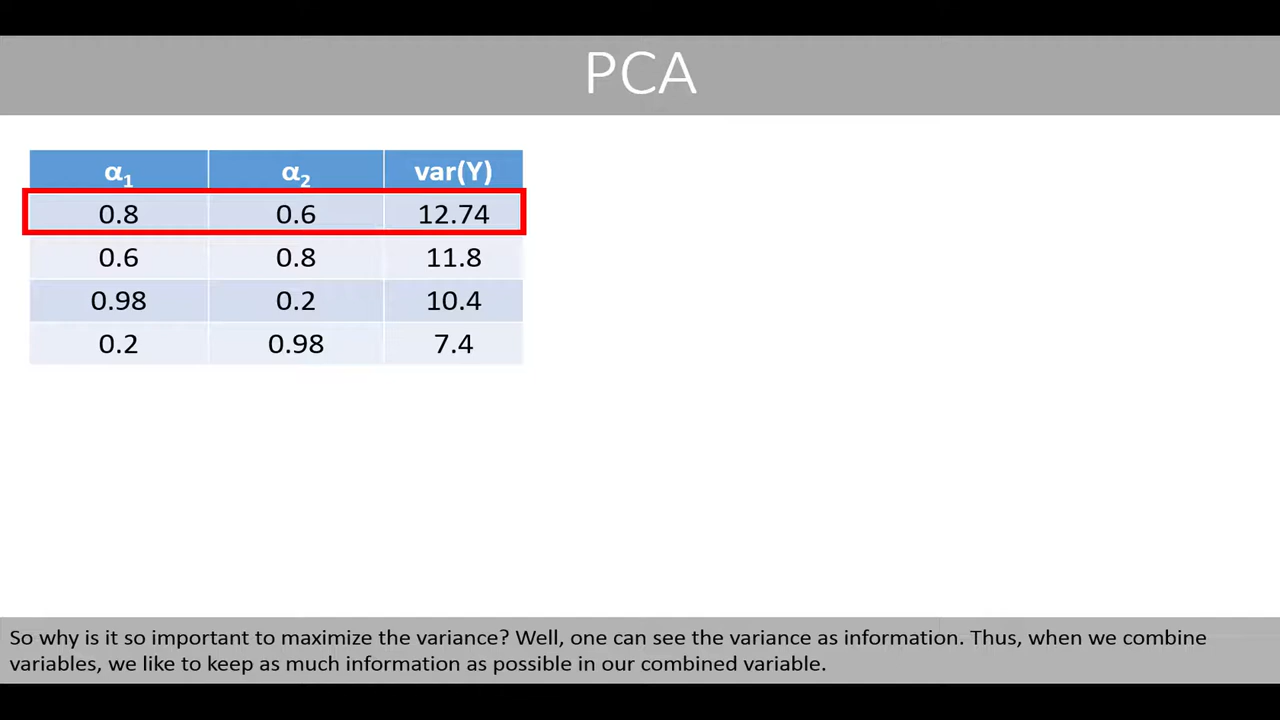 PCA
α₁ α₂ var(Y)
0.8 0.6 12.74
0.6 0.8 11.8
0.98 0.2 10.4
0.2 0.98 7.4
So why is it so important to maximize the variance? Well, one can see the variance as information. Thus, when we combine
variables, we like to keep as much information as possible in our combined variable.